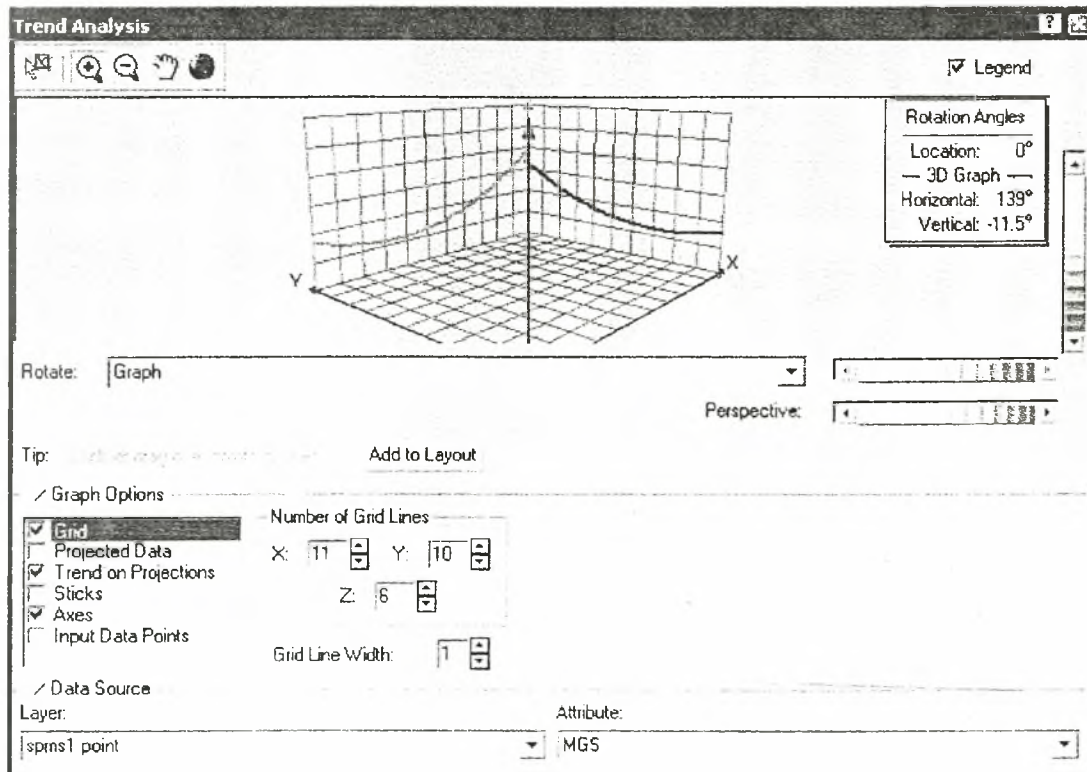 Trend Analysis
Legend
Rotation Angles
Location: 0°
3D Graph
Horizontal: 139°
Vertical: -11.5°
Y
X
Rotate: Graph
Perspective:
Tip: Add to Layout
Graph Options
Grid
Projected Data
Trend on Projections
Sticks
Axes
Input Data Points
Number of Grid Lines
X: 11 Y: 10
Z: 6
Grid Line Width: 1
Data Source
Layer: Attribute:
MGS